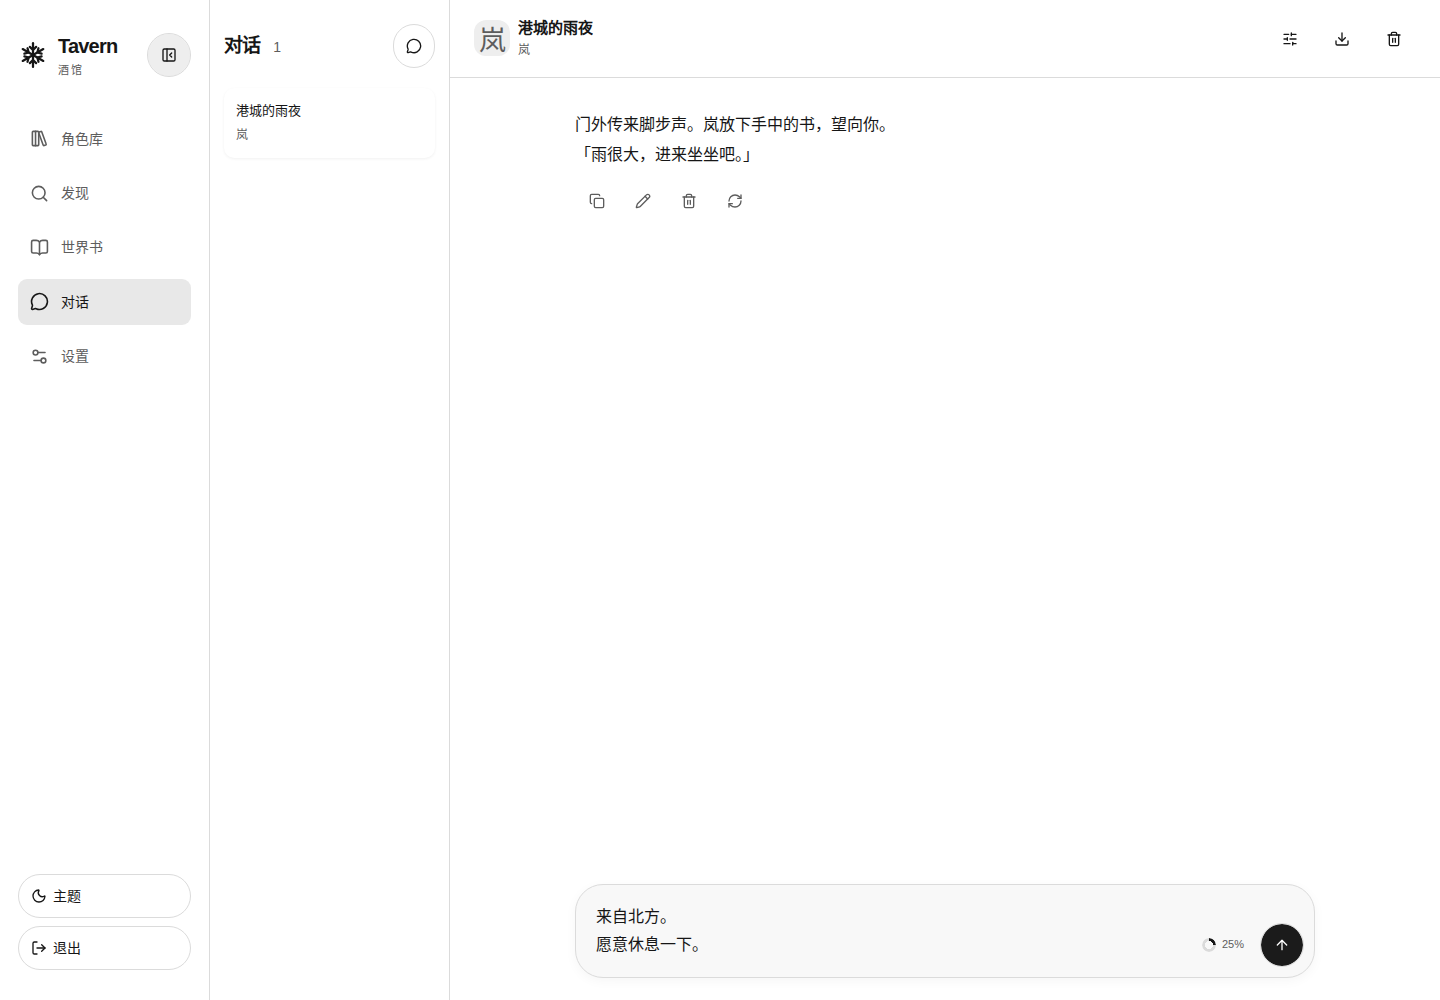 Tavern
酒馆
角色库
发现
世界书
对话
设置
主题
退出
对话 1
港城的雨夜
岚
岚
港城的雨夜
岚
门外传来脚步声。岚放下手中的书，望向你。
「雨很大，进来坐坐吧。」
来自北方。
愿意休息一下。
25%